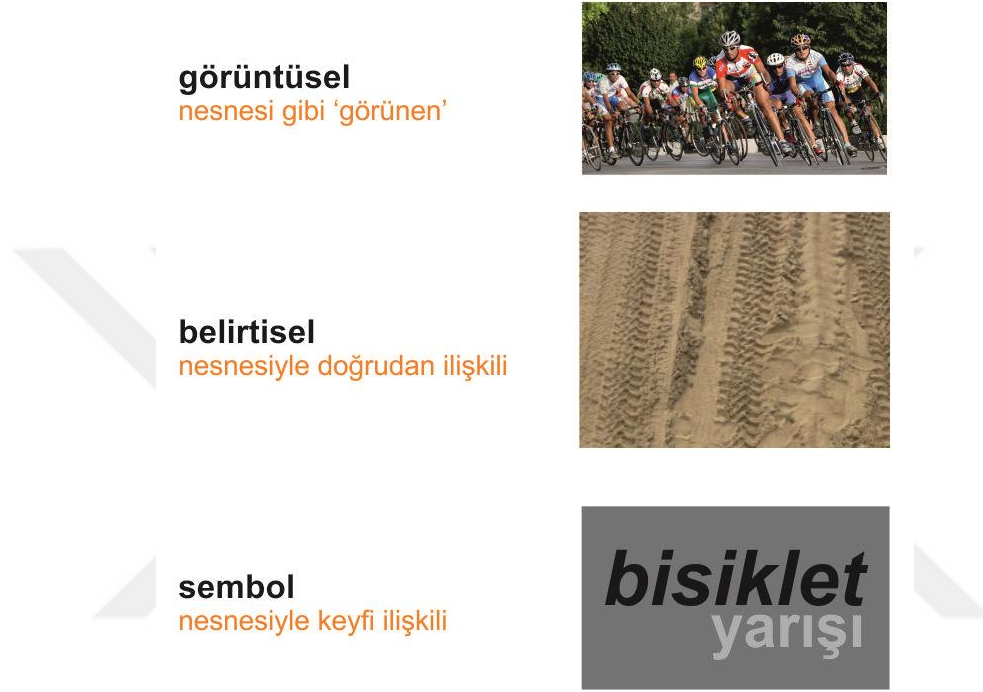 görüntüsel
nesnesi gibi ‘görünen’
belirtisel
nesnesiyle doğrudan ilişkili
sembol
nesnesiyle keyfi ilişkili
bisiklet
yarışı